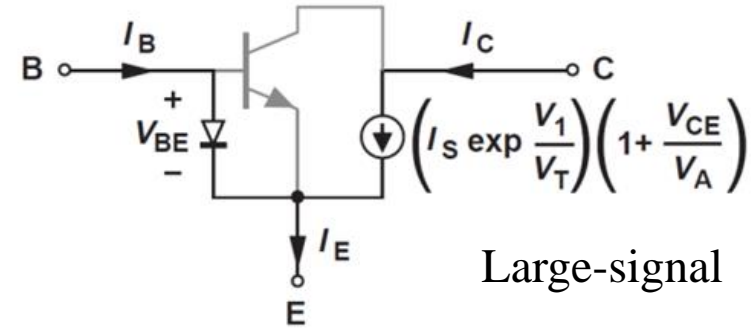 I_B
I_C
B
C
+
V_BE
−
(I_S exp V_1/V_T)(1+ V_CE/V_A)
I_E
Large-signal
E